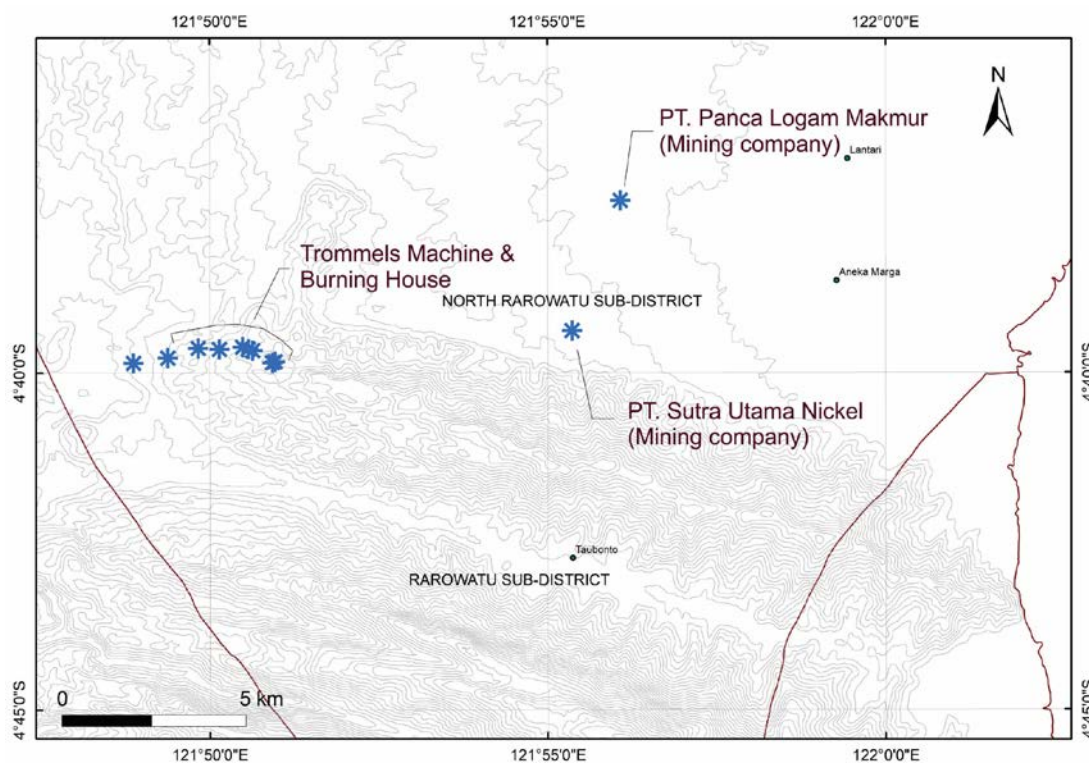 121°50'0"E
121°55'0"E
122°0'0"E
N
PT. Panca Logam Makmur
(Mining company)
Lantari
Trommels Machine &
Burning House
Aneka Marga
NORTH RAROWATU SUB-DISTRICT
4°40'0"S
4°40'0"S
PT. Sutra Utama Nickel
(Mining company)
Taubonto
RAROWATU SUB-DISTRICT
0
5 km
4°45'0"S
4°45'0"S
121°50'0"E
121°55'0"E
122°0'0"E